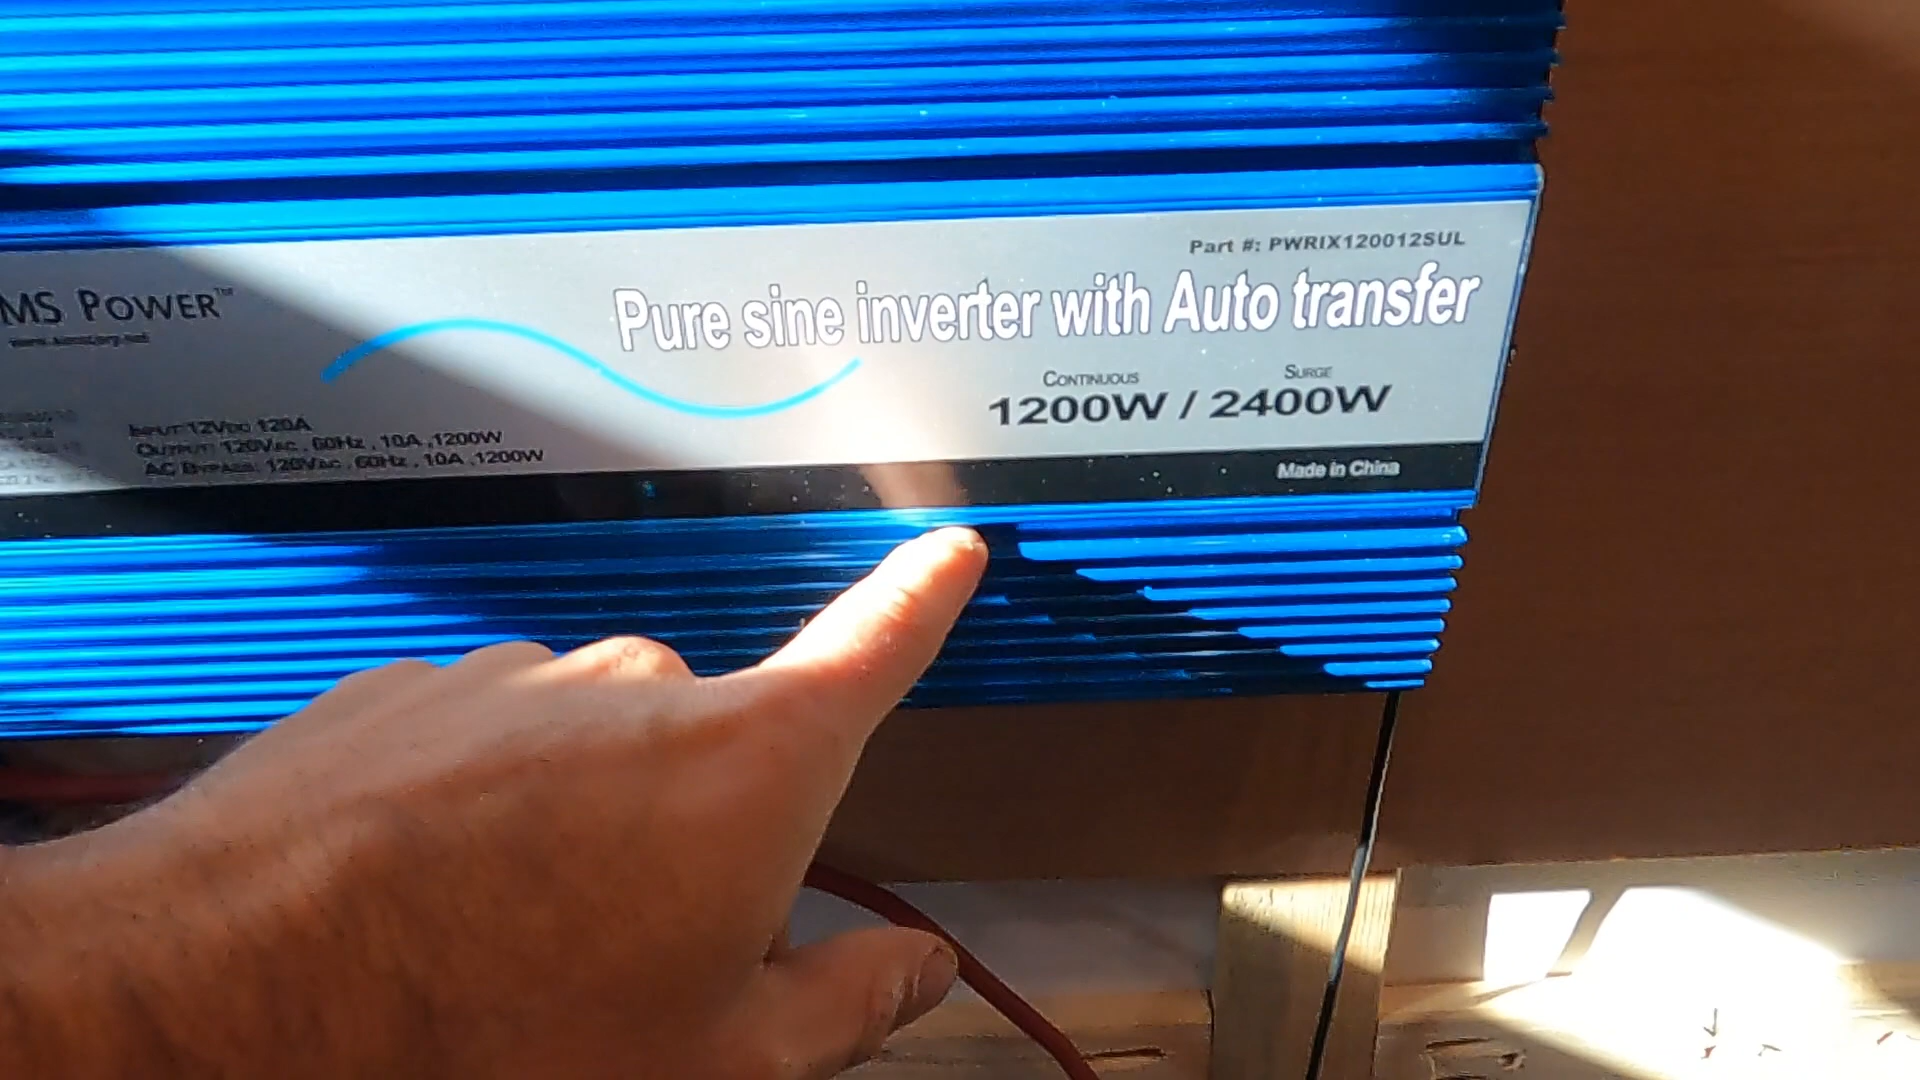 Part #: PWRIX120012SUL
MS POWER™
Pure sine inverter with Auto transfer
CONTINUOUS SURGE
1200W / 2400W
INPUT: 12VDC 120A
OUTPUT: 120VAC, 60Hz, 10A, 1200W
AC BYPASS: 120VAC, 60Hz, 10A, 1200W
Made in China